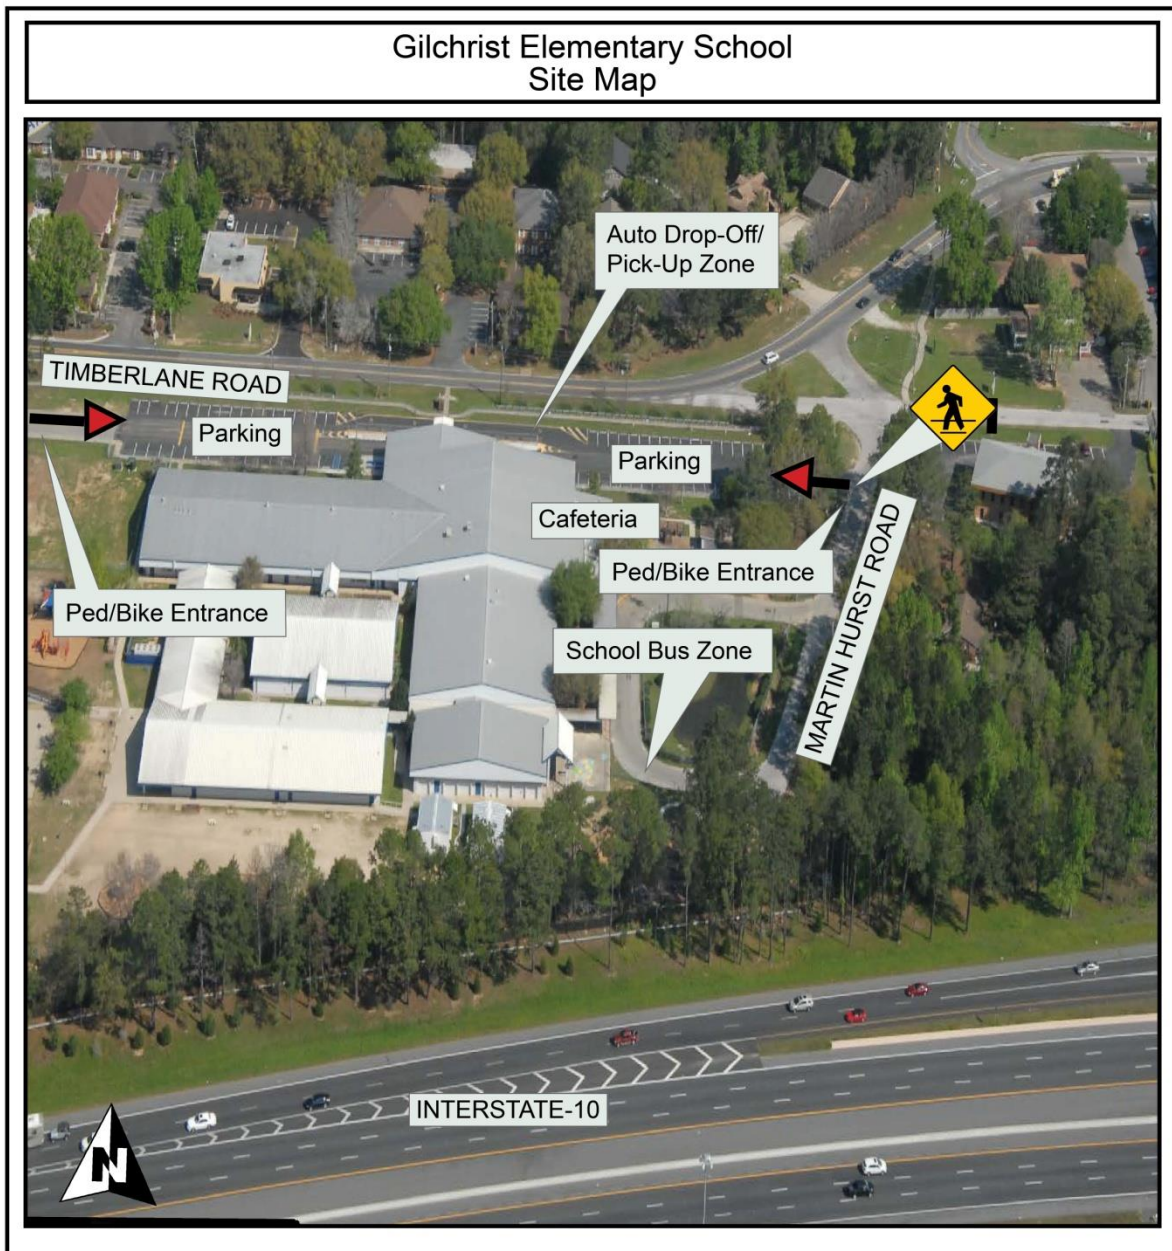 Gilchrist Elementary School
Site Map
Auto Drop-Off/
Pick-Up Zone
TIMBERLANE ROAD
Parking
Parking
Cafeteria
Ped/Bike Entrance
Ped/Bike Entrance
School Bus Zone
MARTIN HURST ROAD
INTERSTATE-10
N